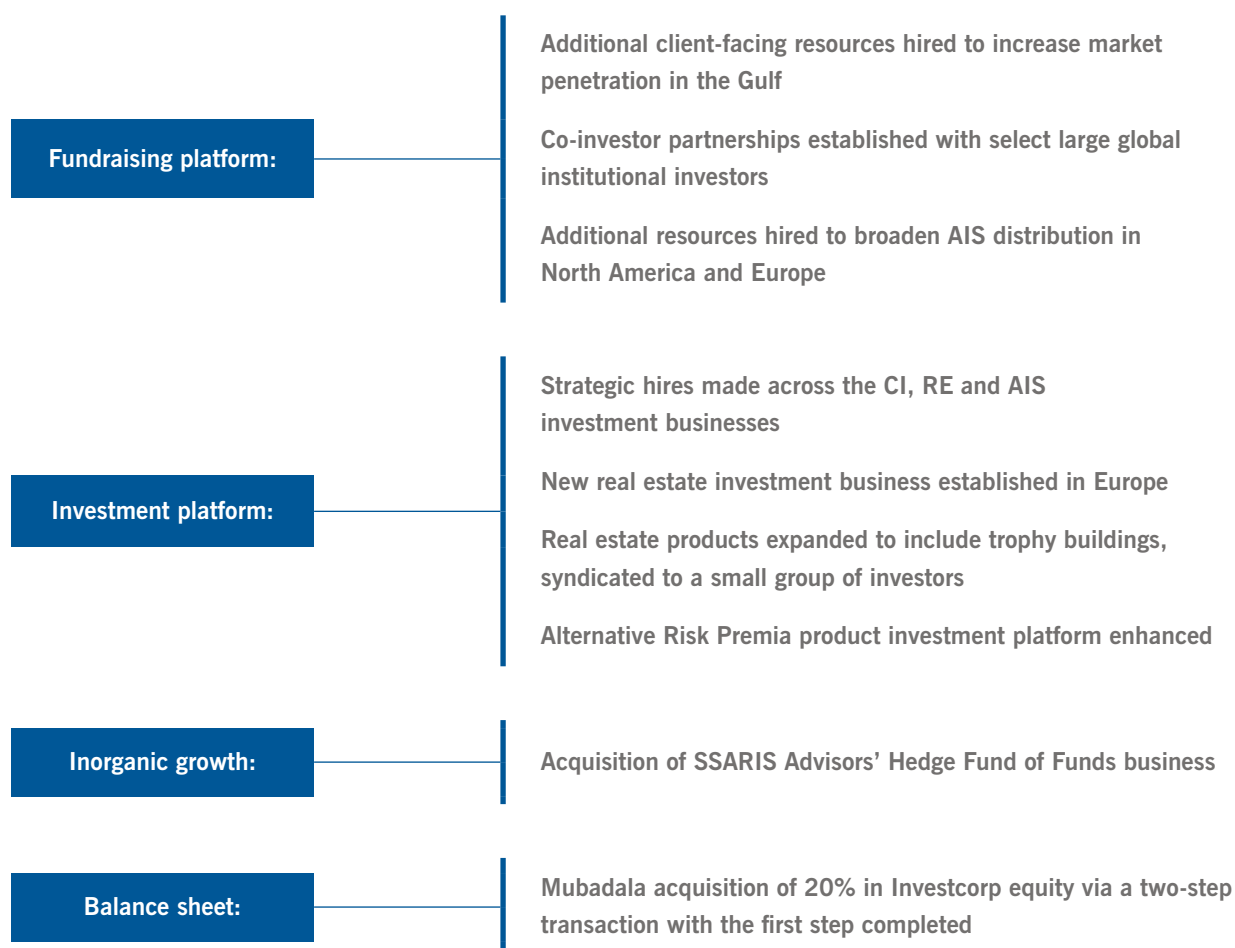 Fundraising platform:
Additional client-facing resources hired to increase market
penetration in the Gulf
Co-investor partnerships established with select large global
institutional investors
Additional resources hired to broaden AIS distribution in
North America and Europe
Investment platform:
Strategic hires made across the CI, RE and AIS
investment businesses
New real estate investment business established in Europe
Real estate products expanded to include trophy buildings,
syndicated to a small group of investors
Alternative Risk Premia product investment platform enhanced
Inorganic growth:
Acquisition of SSARIS Advisors’ Hedge Fund of Funds business
Balance sheet:
Mubadala acquisition of 20% in Investcorp equity via a two-step
transaction with the first step completed